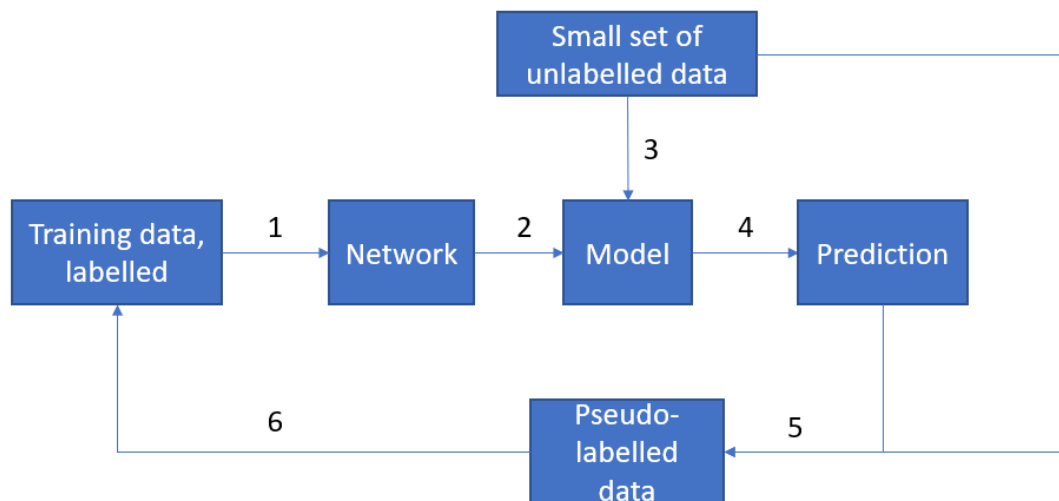 Small set of
unlabelled data
3
Training data,
labelled
1
Network
2
Model
4
Prediction
6
Pseudo-
labelled
data
5